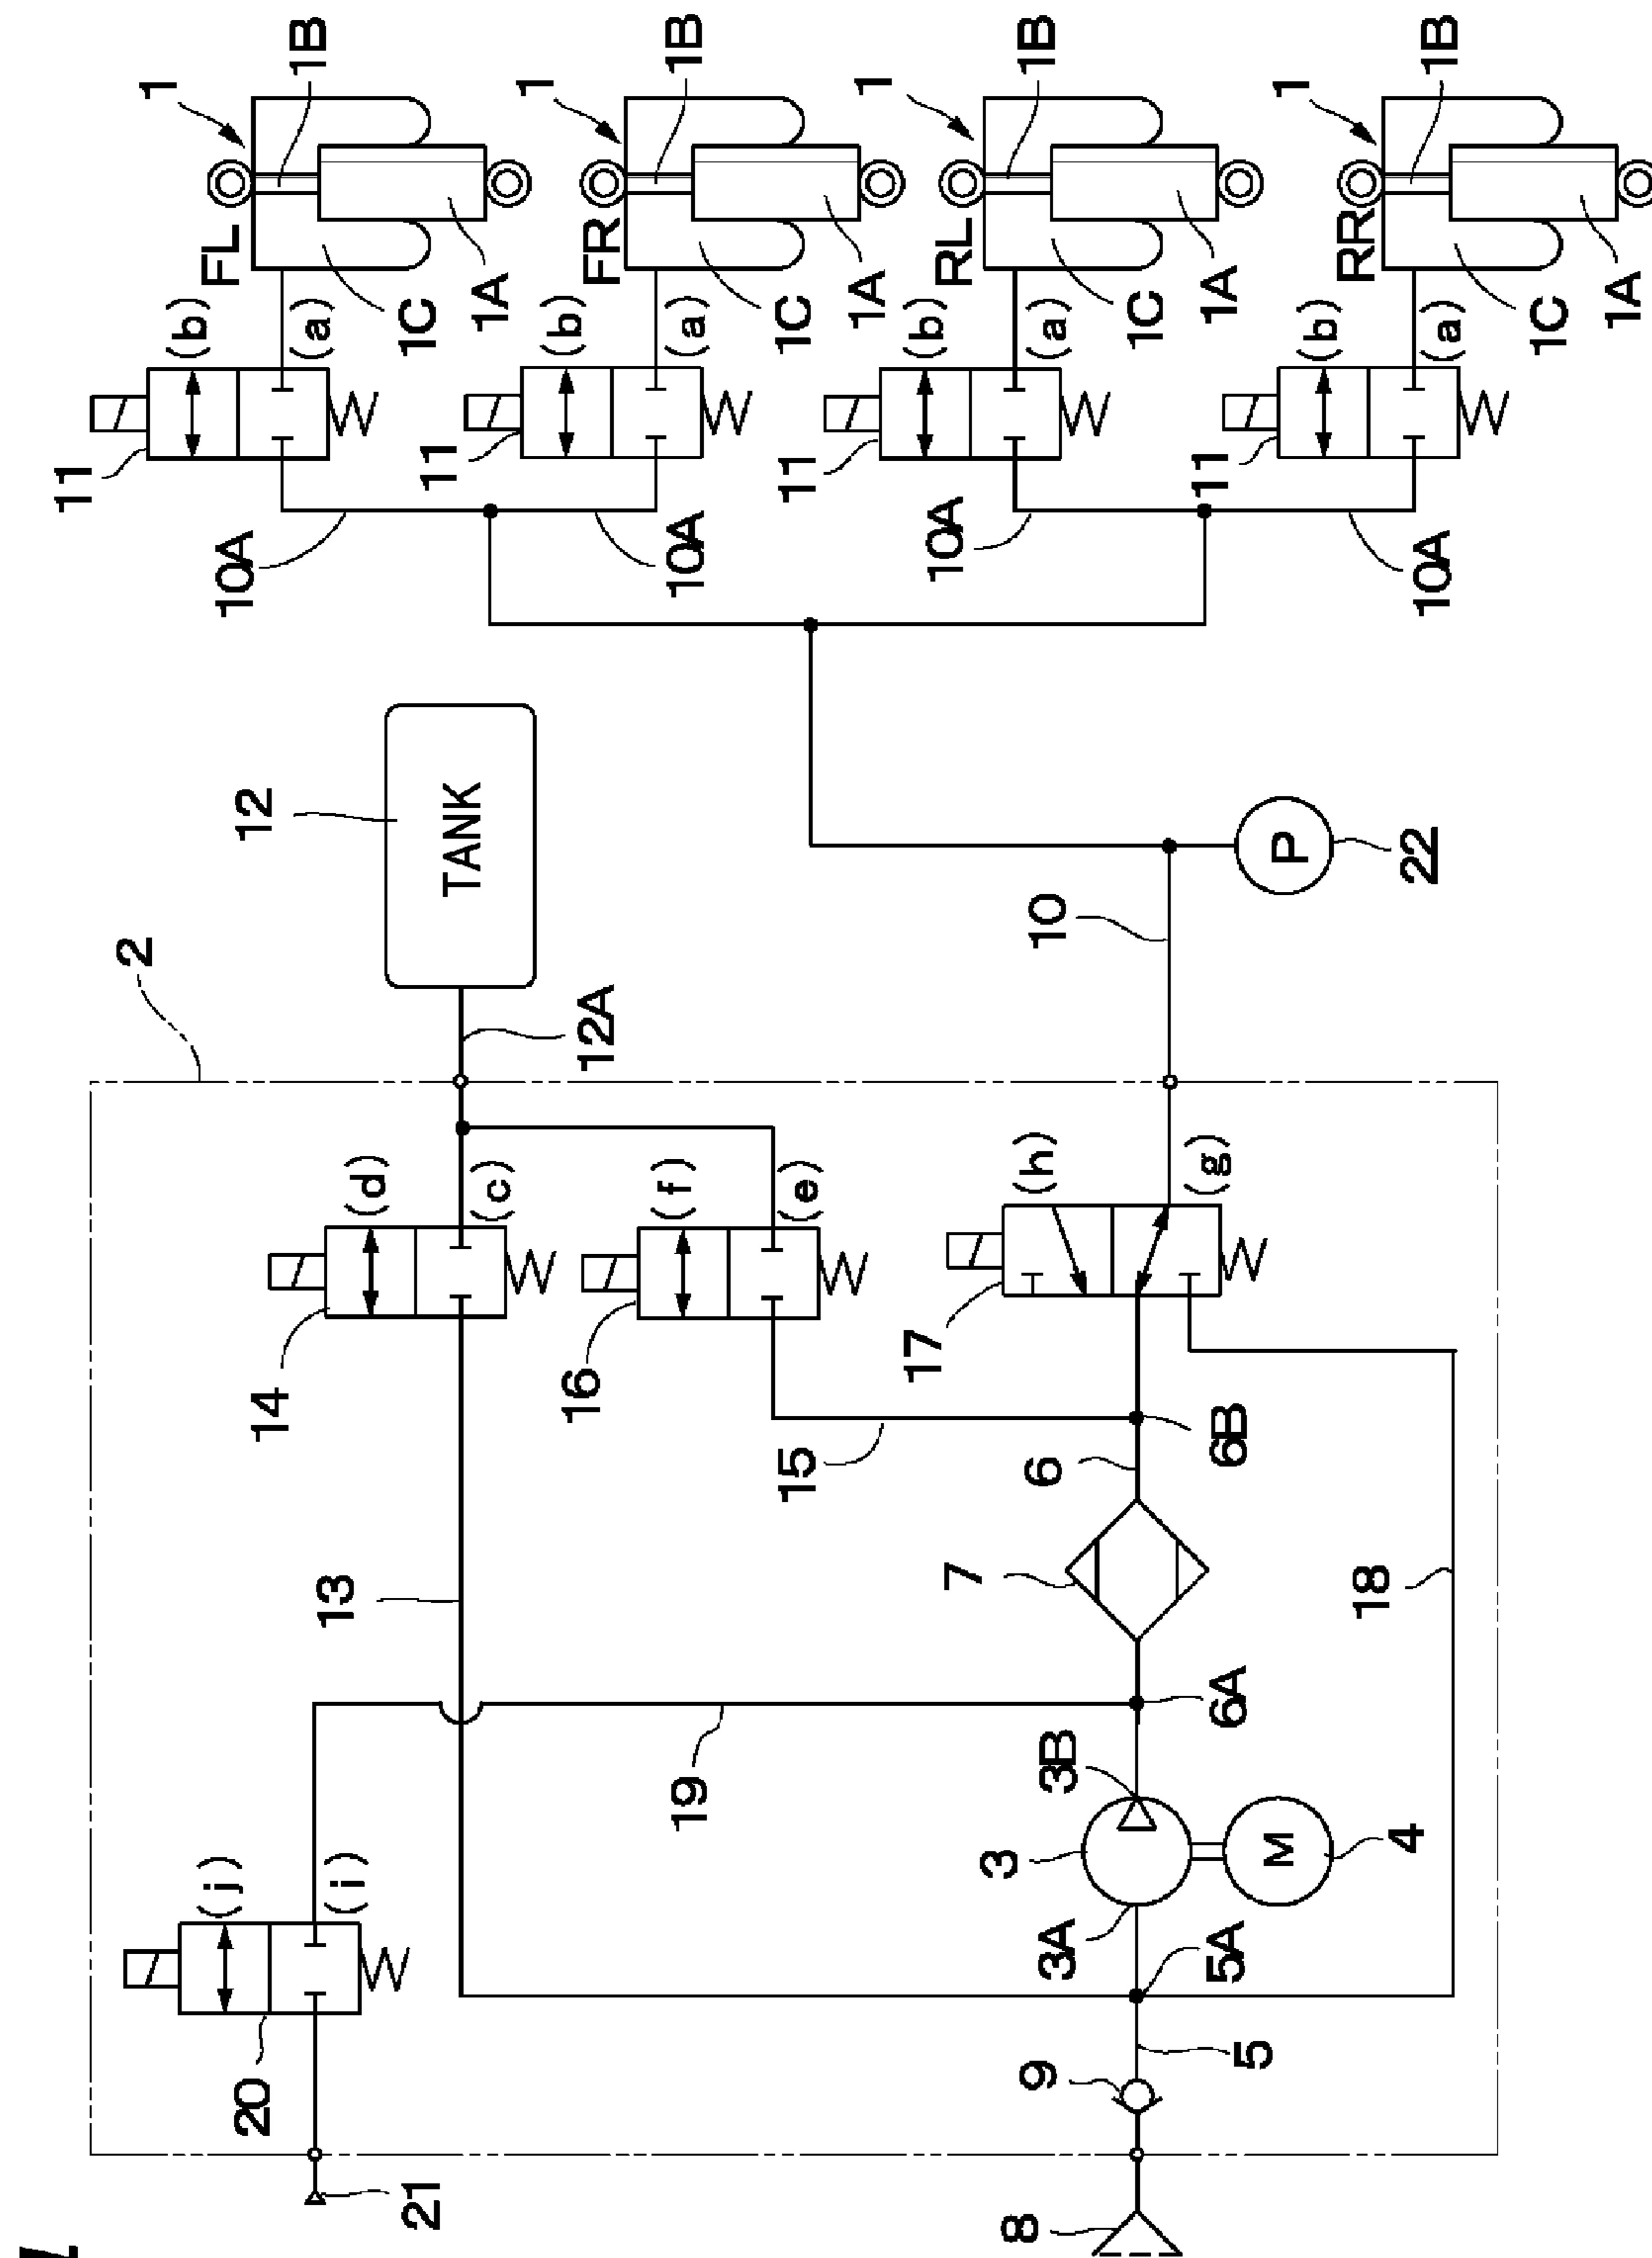 1
1B
FL
1C
1A
(b)
(a)
11
10A
1
1B
FR
1C
1A
(b)
(a)
11
10A
1
1B
RL
1C
1A
(b)
(a)
11
10A
1
1B
RR
1C
1A
(b)
(a)
11
10A
12
TANK
12A
2
10
P
22
(d)
(c)
14
(f)
(e)
16
(h)
(g)
17
13
15
6
6B
7
18
19
6A
3B
3
3A
M
4
5A
5
9
(j)
(i)
20
21
8